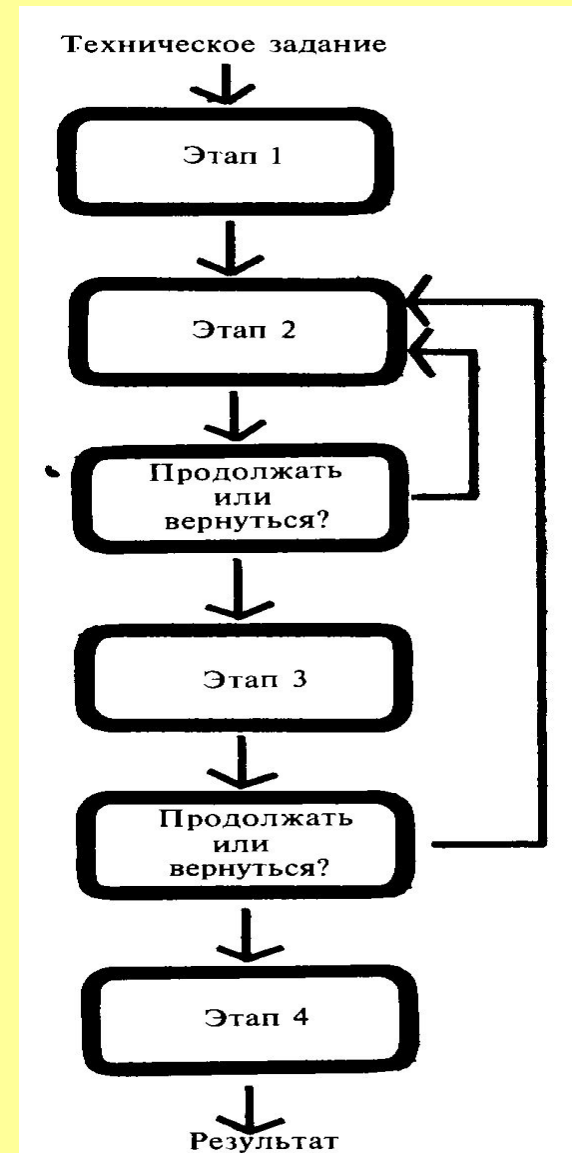 Техническое задание
Этап 1
Этап 2
Продолжать
или
вернуться?
Этап 3
Продолжать
или
вернуться?
Этап 4
Результат